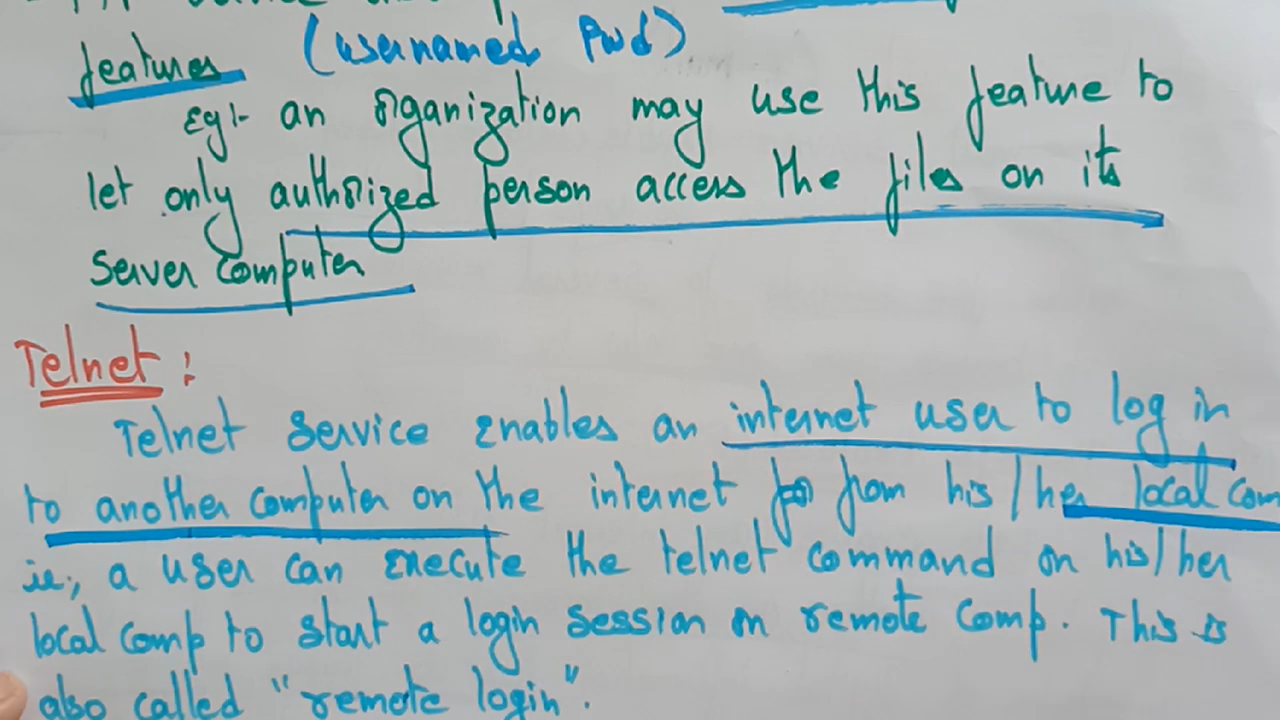 features (usernamed Pwd)
Eg:- an organization may use this feature to
let only authorized person access the files on its
Server Computer
Telnet :
Telnet Service Enables an internet user to log in
to another Computer on the internet from his/her local com
ie; a user can Execute the telnet command on his/her
local Comp to start a login session on remote Comp. This is
also called "remote login".